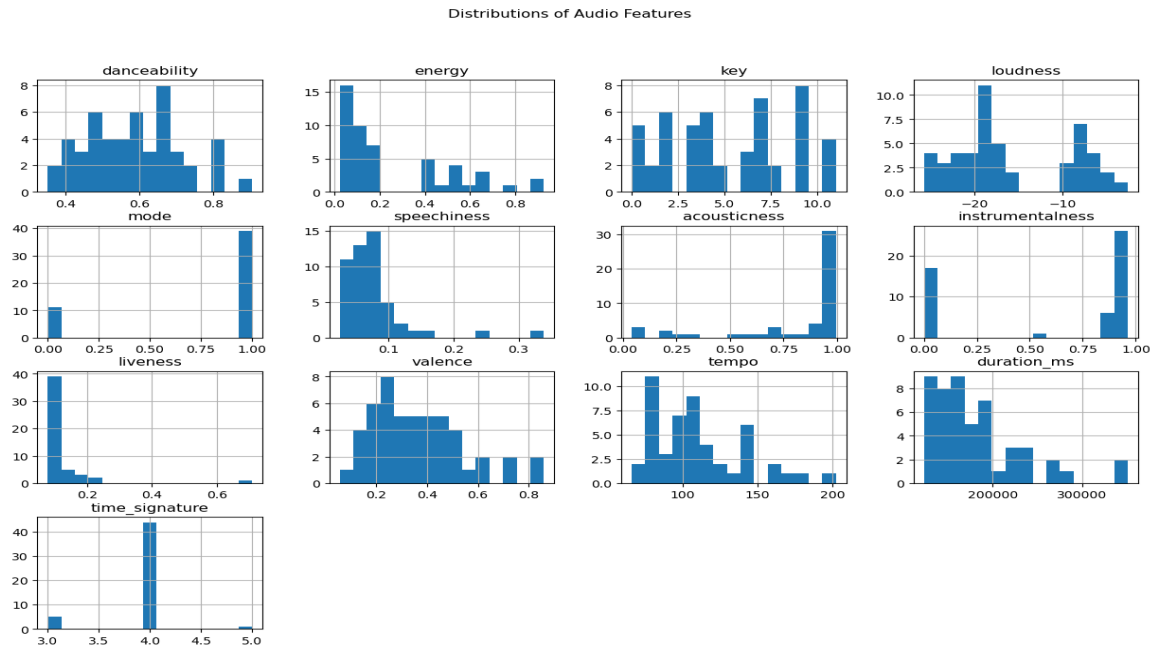 Distributions of Audio Features
danceability
8
6
4
2
0
0.4 0.6 0.8
energy
15
10
5
0
0.0 0.2 0.4 0.6 0.8
key
8
6
4
2
0
0.0 2.5 5.0 7.5 10.0
loudness
10.0
7.5
5.0
2.5
0.0
−20 −10
mode
40
30
20
10
0
0.00 0.25 0.50 0.75 1.00
speechiness
15
10
5
0
0.1 0.2 0.3
acousticness
30
20
10
0
0.00 0.25 0.50 0.75 1.00
instrumentalness
20
10
0
0.00 0.25 0.50 0.75 1.00
liveness
40
30
20
10
0
0.2 0.4 0.6
valence
8
6
4
2
0
0.2 0.4 0.6 0.8
tempo
10.0
7.5
5.0
2.5
0.0
100 150 200
duration_ms
8
6
4
2
0
200000 300000
time_signature
40
30
20
10
0
3.0 3.5 4.0 4.5 5.0